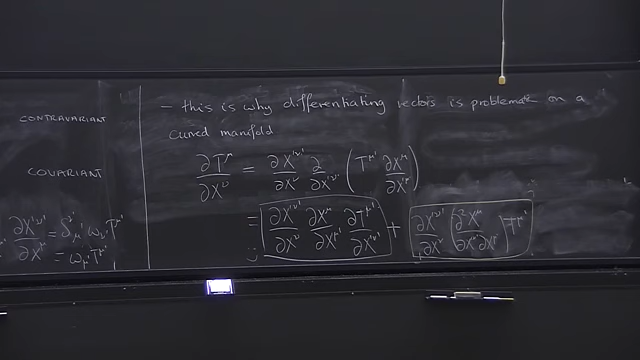 CONTRAVARIANT
COVARIANT
∂X'^ν'/∂X^μ = δ^ν'_μ' ω_ν' T^μ'
= ω_μ' T^μ'
- this is why differentiating vectors is problematic on a
curved manifold
∂T^μ/∂X^ν = ∂X'^ν'/∂X^ν ∂/∂X'^ν' (T^μ' ∂X^μ/∂X'^μ')
= ∂X'^ν'/∂X^ν ∂X^μ/∂X'^μ' ∂T^μ'/∂X'^ν' + ∂X'^ν'/∂X^ν (∂²X^μ/∂X'^ν'∂X'^μ') T^μ'